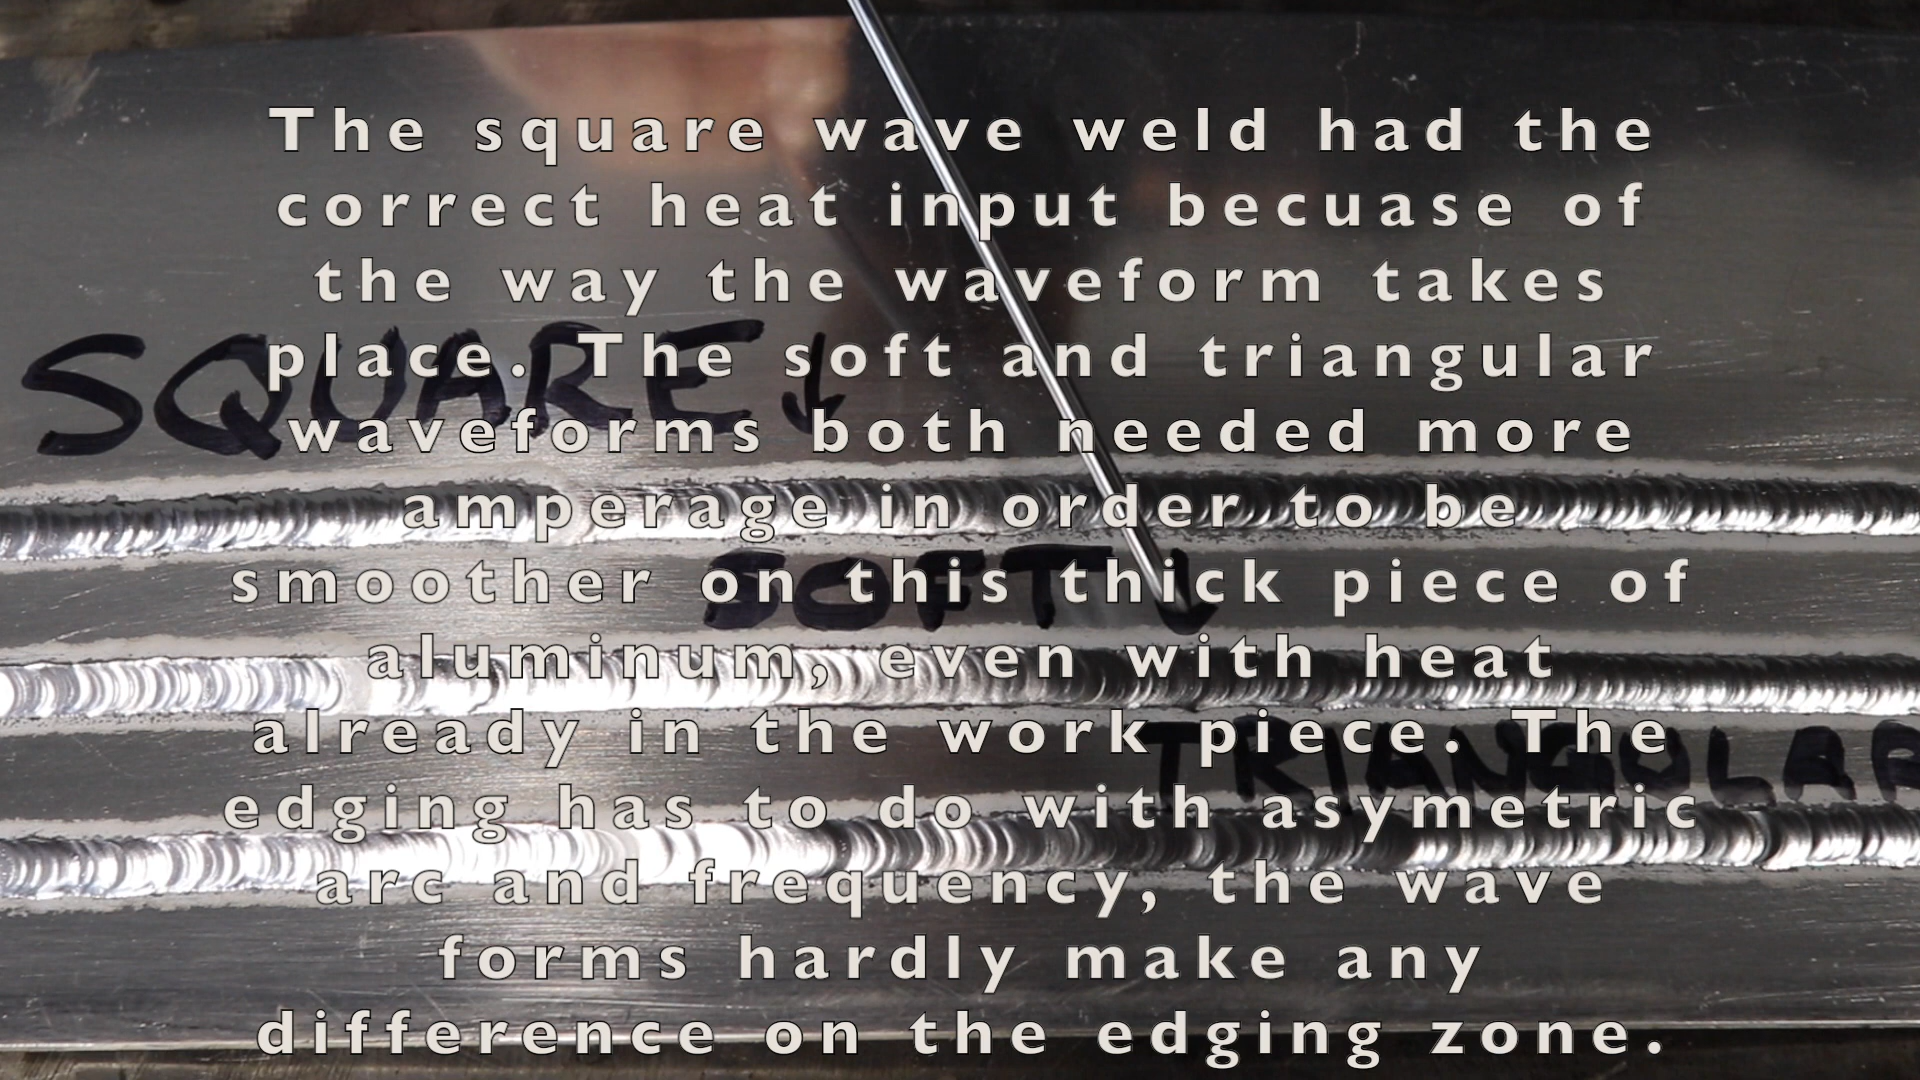 The square wave weld had the
correct heat input becuase of
the way the waveform takes
place. The soft and triangular
waveforms both needed more
amperage in order to be
smoother on this thick piece of
aluminum, even with heat
already in the work piece. The
edging has to do with asymetric
arc and frequency, the wave
forms hardly make any
difference on the edging zone.
SQUARE ↓
SOFT ↓
TRIANGULAR